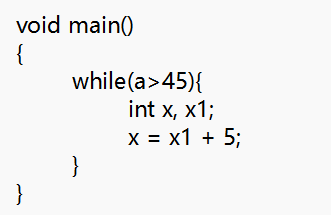 void main()
{
while(a>45){
int x, x1;
x = x1 + 5;
}
}